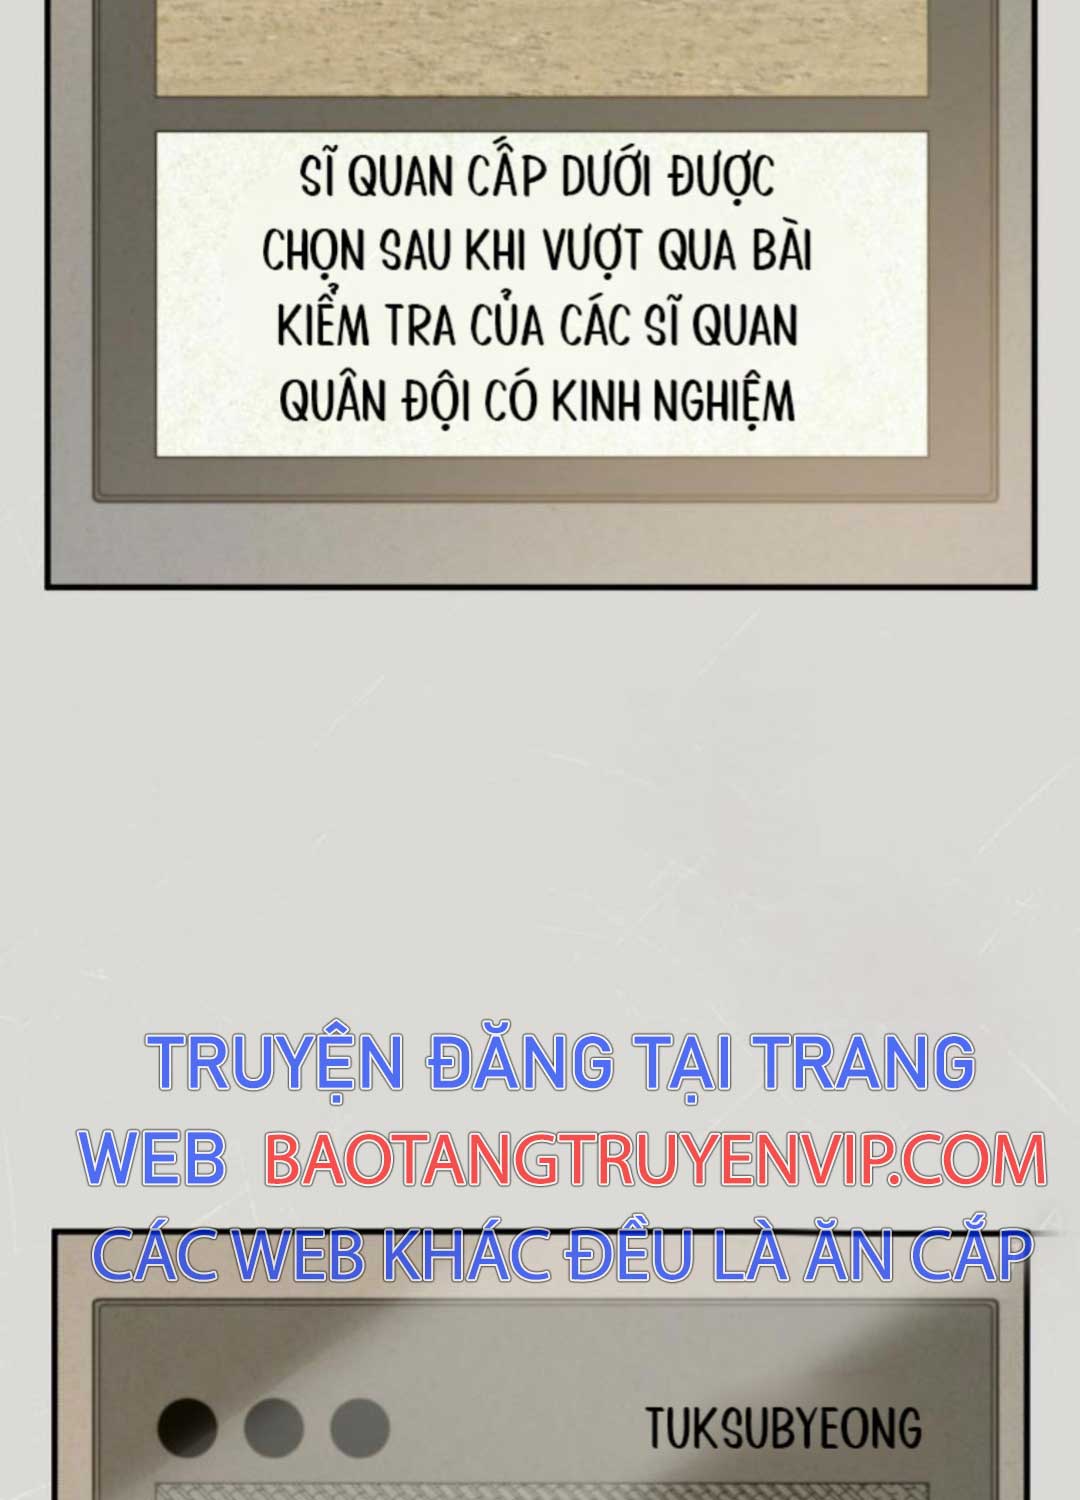 SĨ QUAN CẤP DƯỚI ĐƯỢC
CHỌN SAU KHI VƯỢT QUA BÀI
KIỂM TRA CỦA CÁC SĨ QUAN
QUÂN ĐỘI CÓ KINH NGHIỆM
TRUYỆN ĐĂNG TẠI TRANG
WEB BAOTANGTRUYENVIP.COM
CÁC WEB KHÁC ĐỀU LÀ ĂN CẮP
TUKSUBYEONG